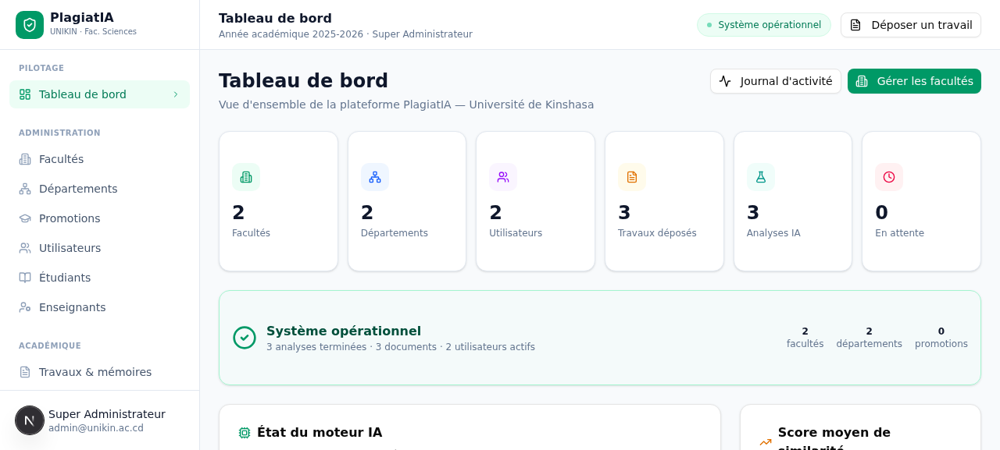 PlagiatIA
UNIKIN · Fac. Sciences
PILOTAGE
Tableau de bord
ADMINISTRATION
Facultés
Départements
Promotions
Utilisateurs
Étudiants
Enseignants
ACADÉMIQUE
Travaux & mémoires
N
Super Administrateur
admin@unikin.ac.cd
Tableau de bord
Année académique 2025-2026 · Super Administrateur
Système opérationnel
Déposer un travail
Tableau de bord
Vue d'ensemble de la plateforme PlagiatIA — Université de Kinshasa
Journal d'activité
Gérer les facultés
2
Facultés
2
Départements
2
Utilisateurs
3
Travaux déposés
3
Analyses IA
0
En attente
Système opérationnel
3 analyses terminées · 3 documents · 2 utilisateurs actifs
2
facultés
2
départements
0
promotions
État du moteur IA
Score moyen de
similarité